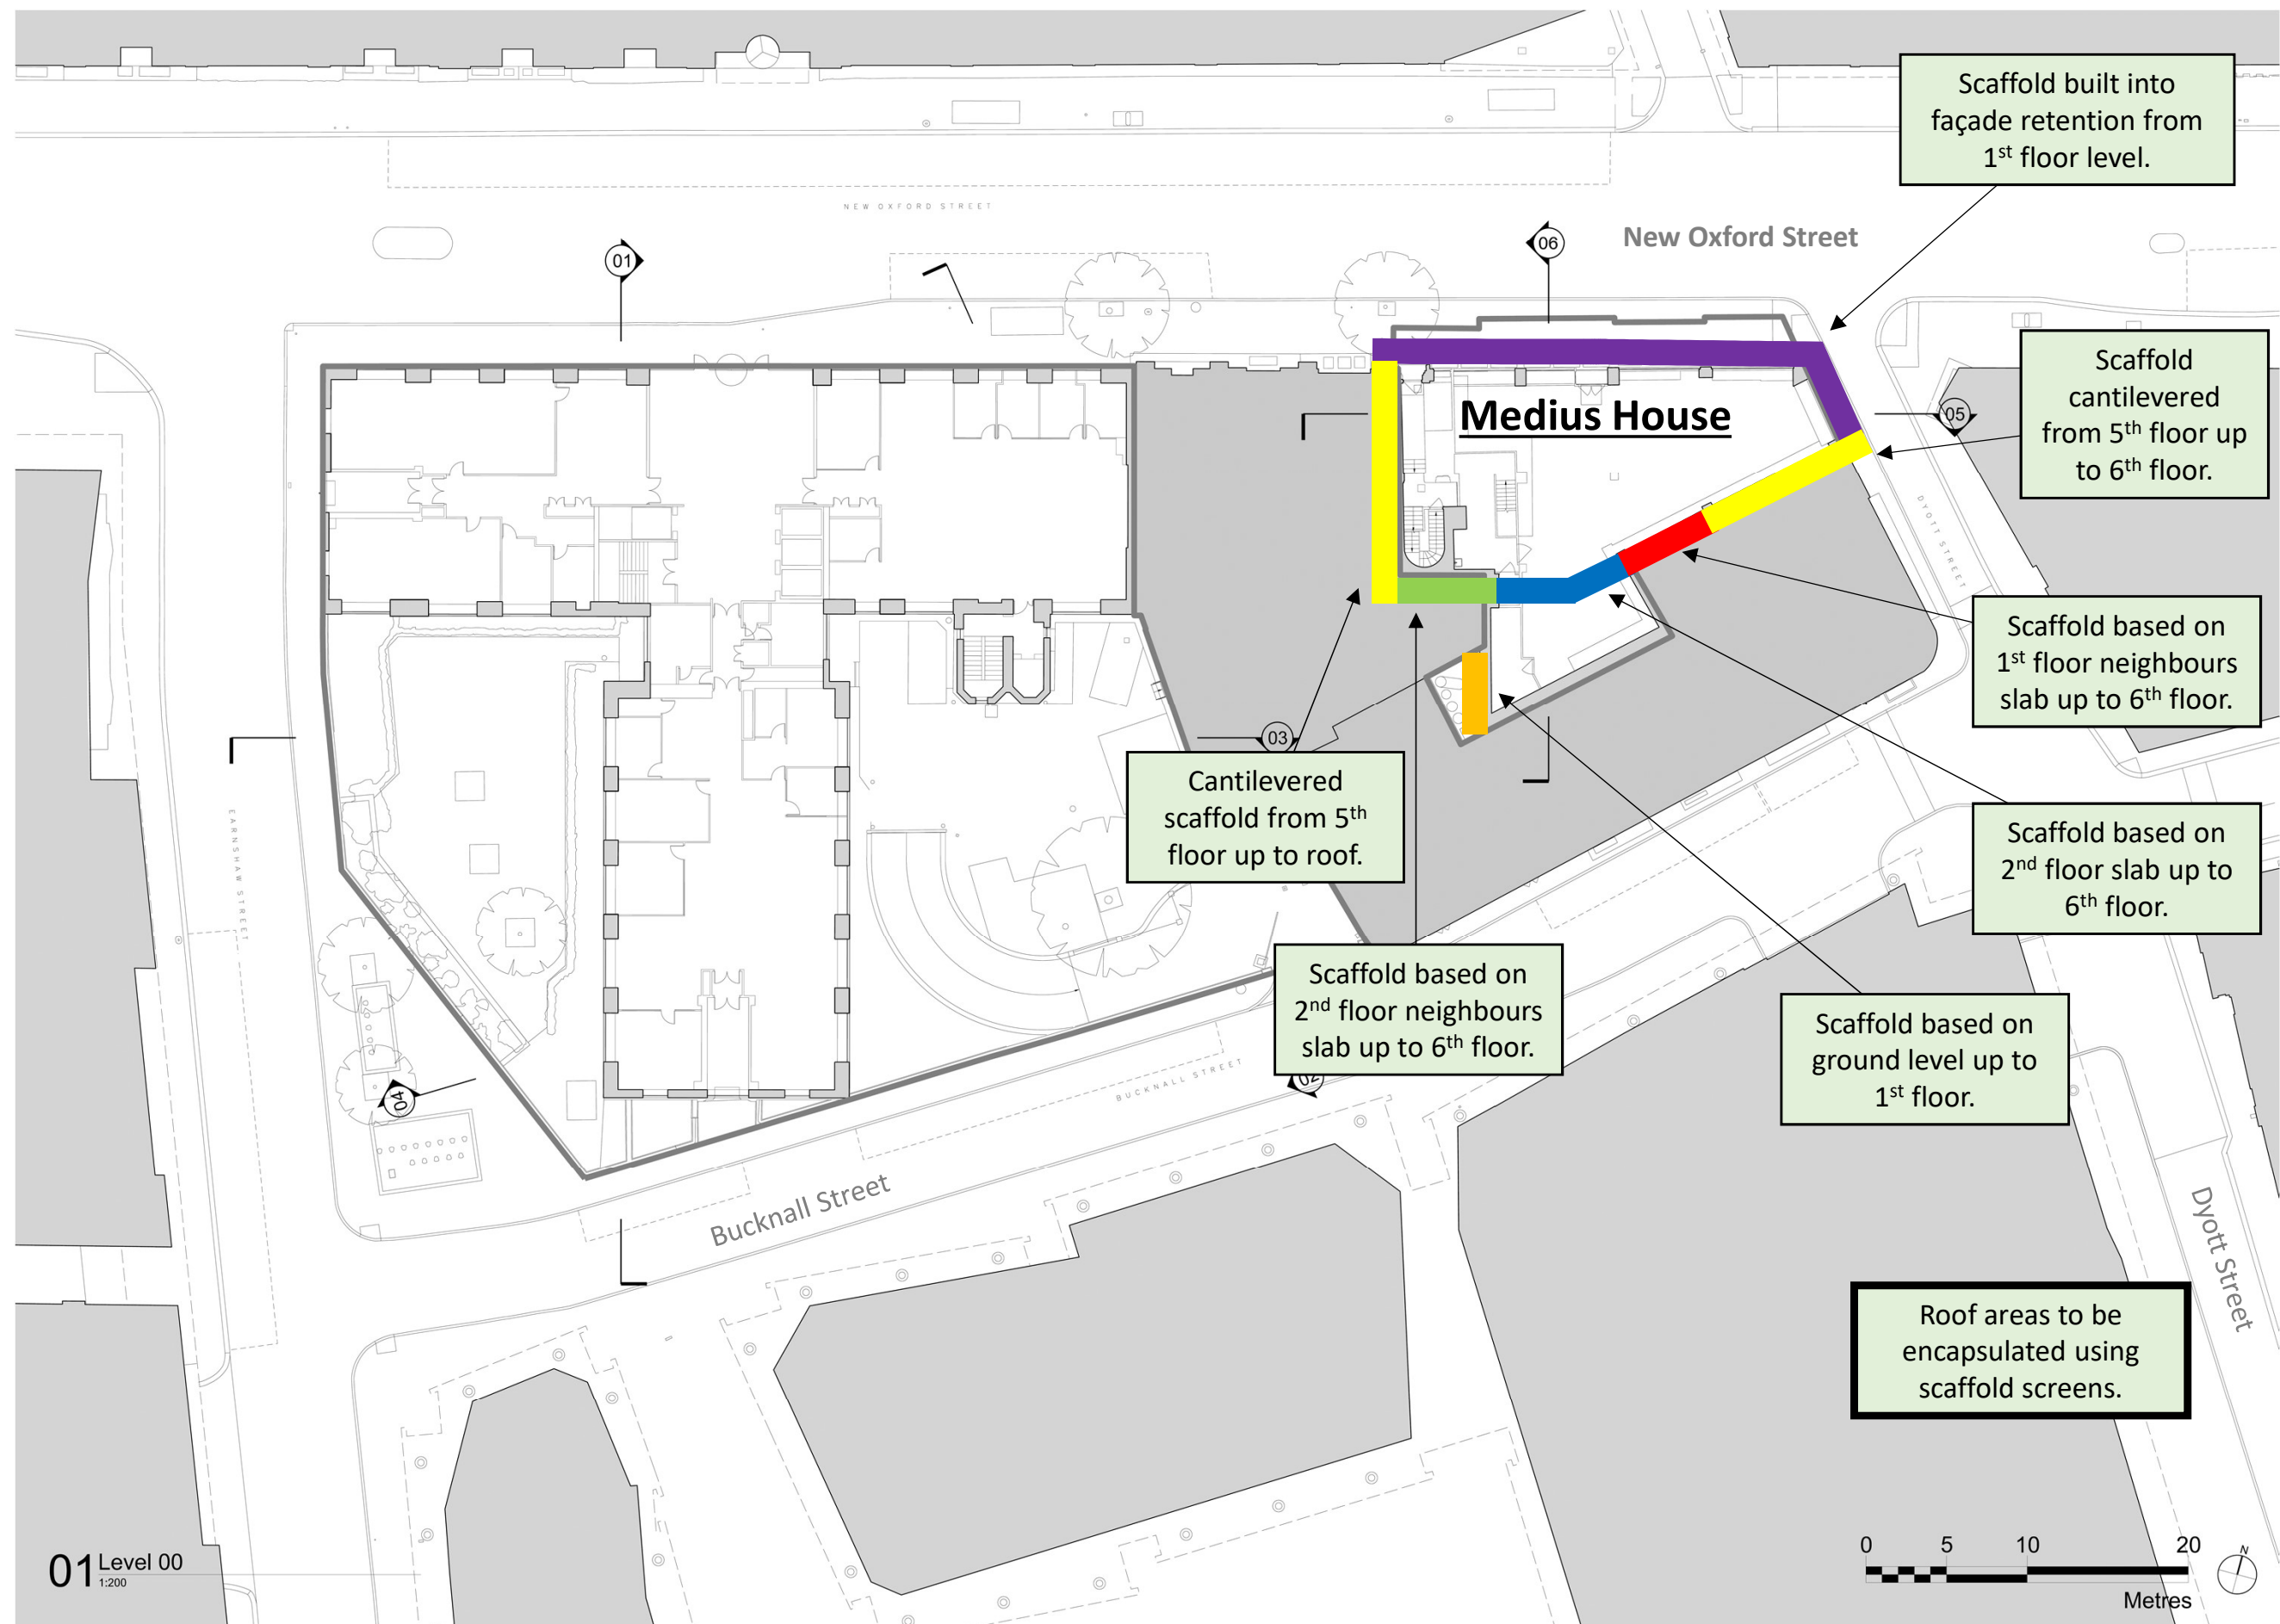 Scaffold built into
façade retention from
1st floor level.
NEW OXFORD STREET
New Oxford Street
01
06
Scaffold
cantilevered
from 5th floor up
to 6th floor.
Medius House
05
DYOTT STREET
Scaffold based on
1st floor neighbours
slab up to 6th floor.
03
Cantilevered
scaffold from 5th
floor up to roof.
EARNSHAW STREET
Scaffold based on
2nd floor slab up to
6th floor.
Scaffold based on
2nd floor neighbours
slab up to 6th floor.
Scaffold based on
ground level up to
1st floor.
02
BUCKNALL STREET
04
Bucknall Street
Dyott Street
Roof areas to be
encapsulated using
scaffold screens.
01 Level 00
1:200
0 5 10 20
Metres
N